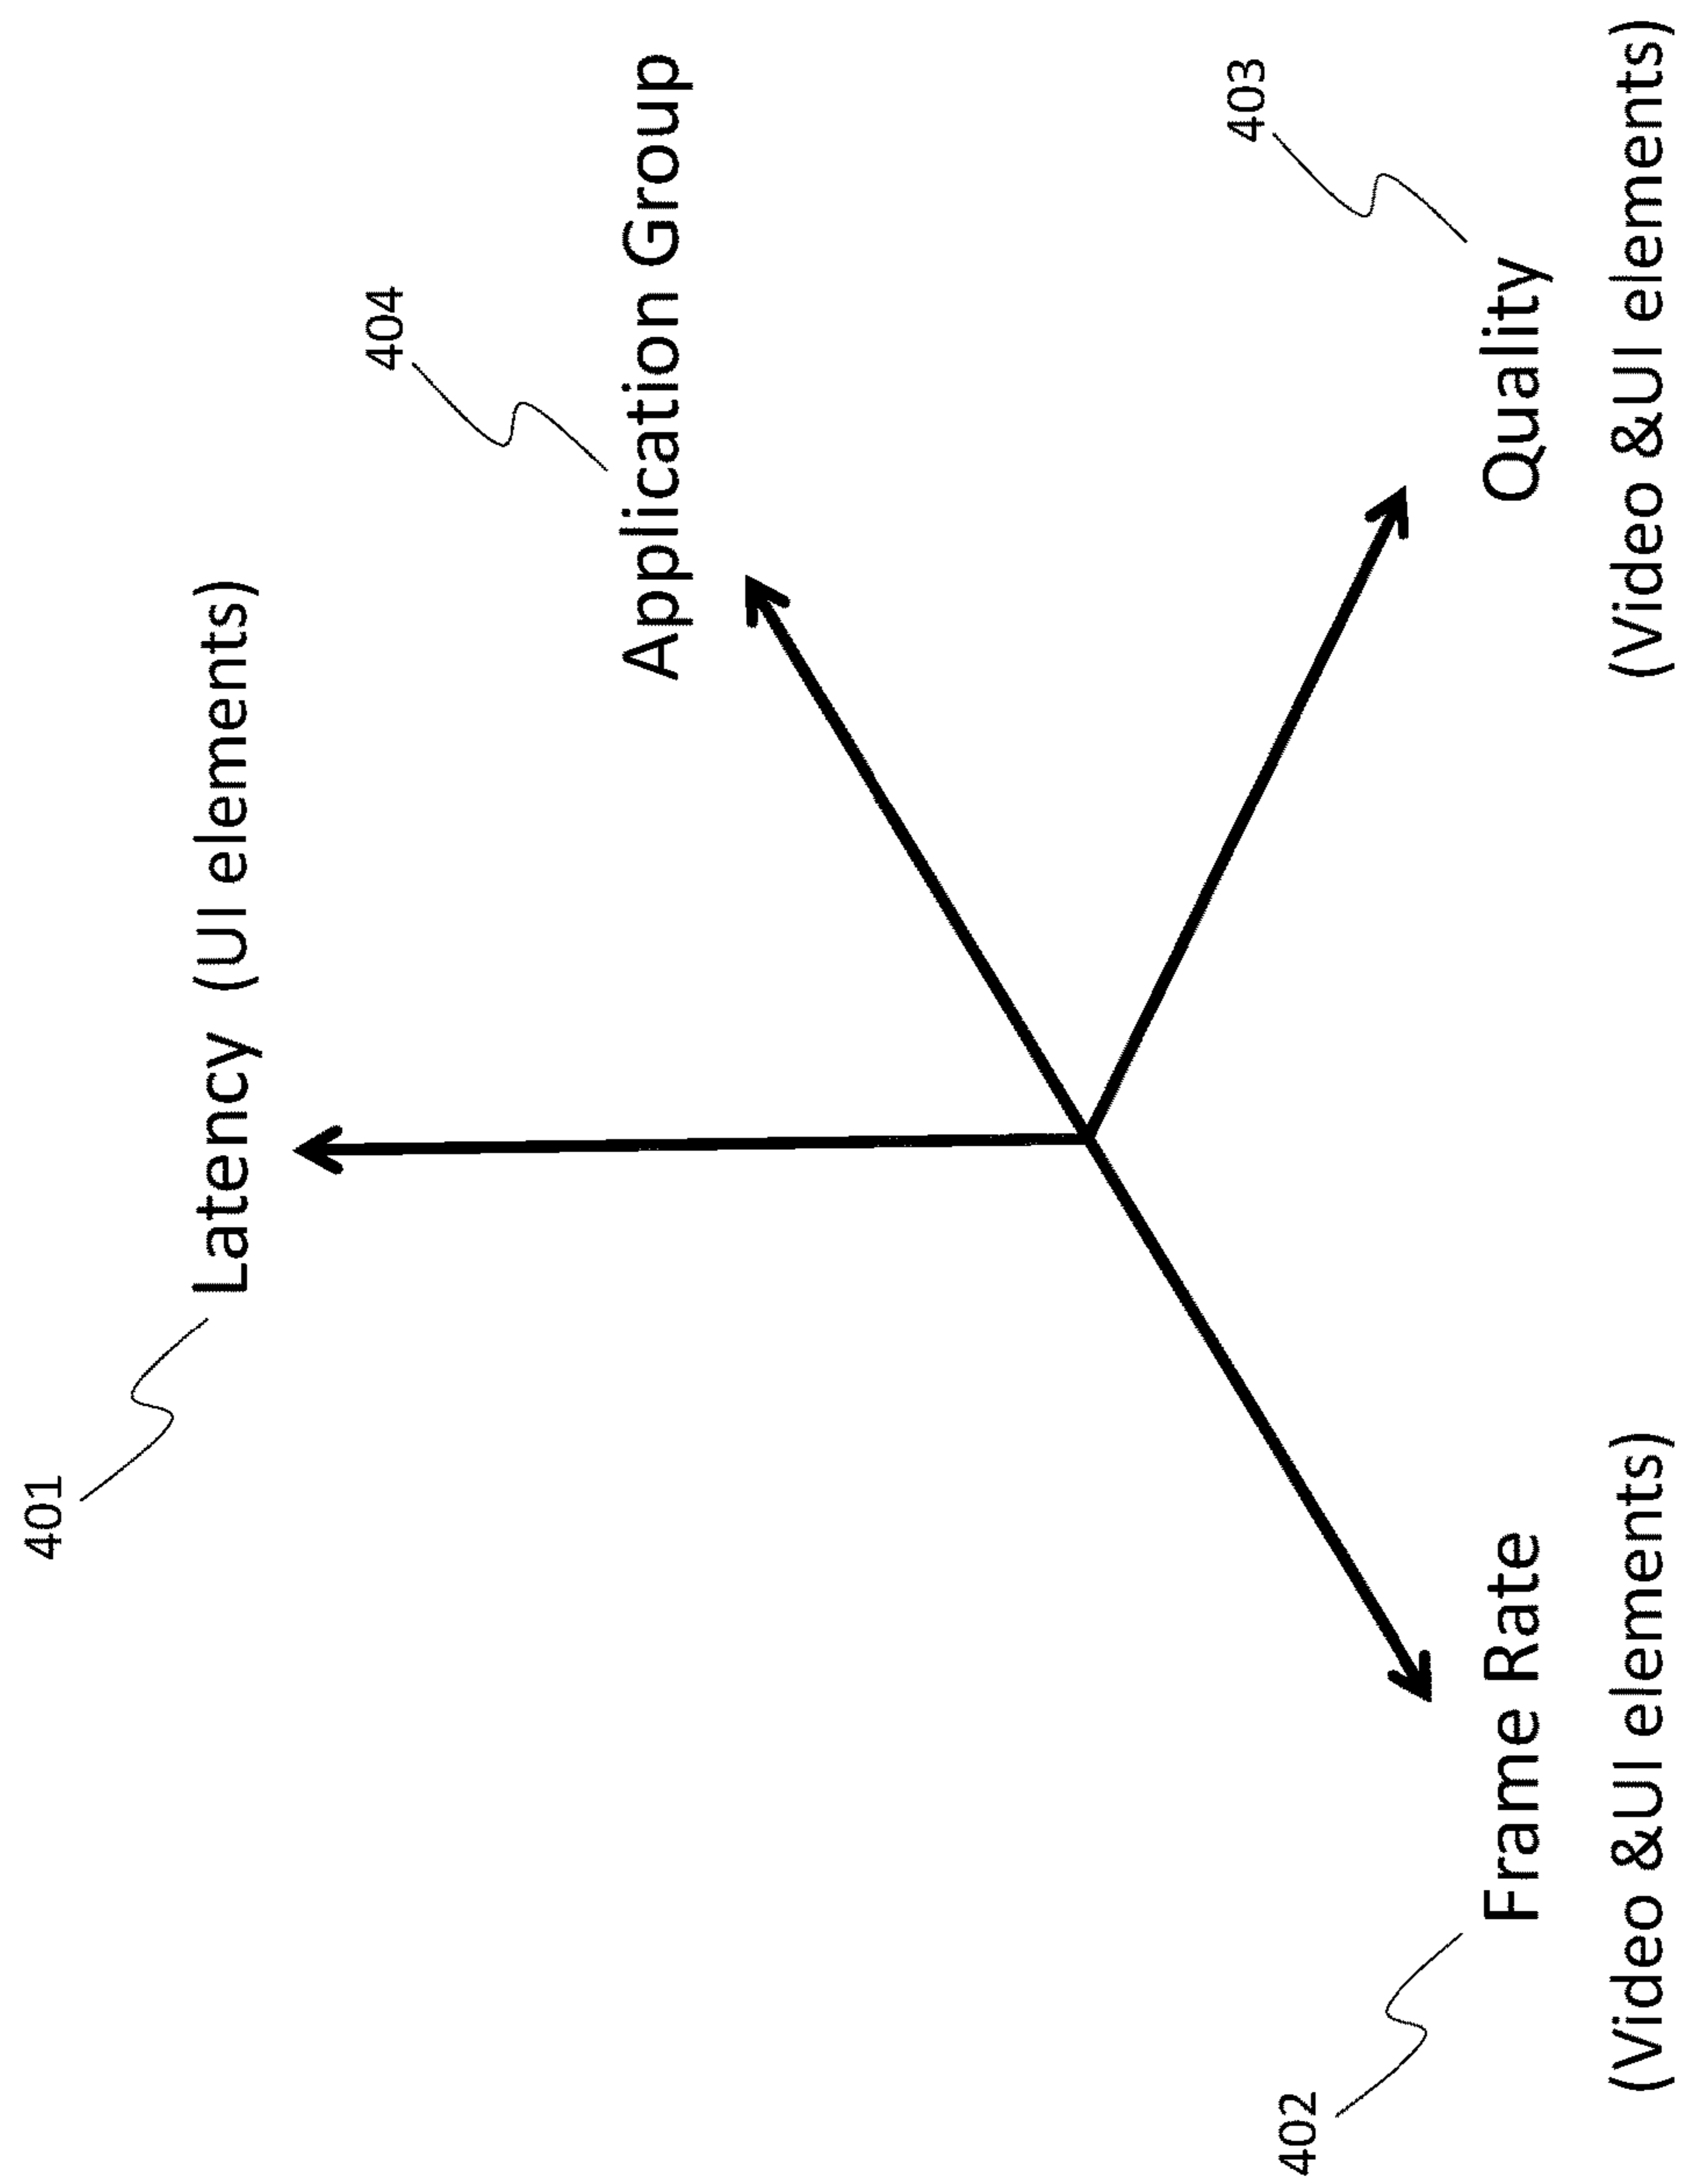 401
Latency (UI elements)
404
Application Group
403
Quality
(Video &UI elements)
402
Frame Rate
(Video &UI elements)